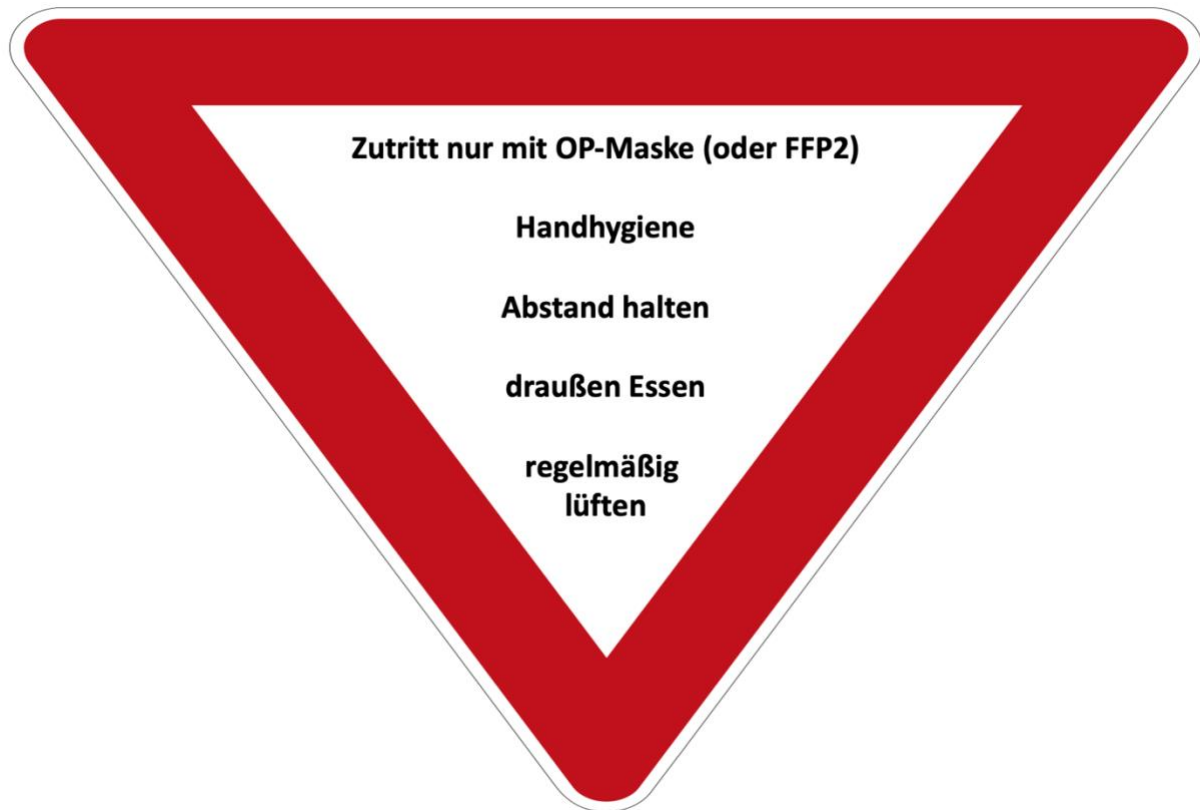 Zutritt nur mit OP-Maske (oder FFP2)
Handhygiene
Abstand halten
draußen Essen
regelmäßig
lüften